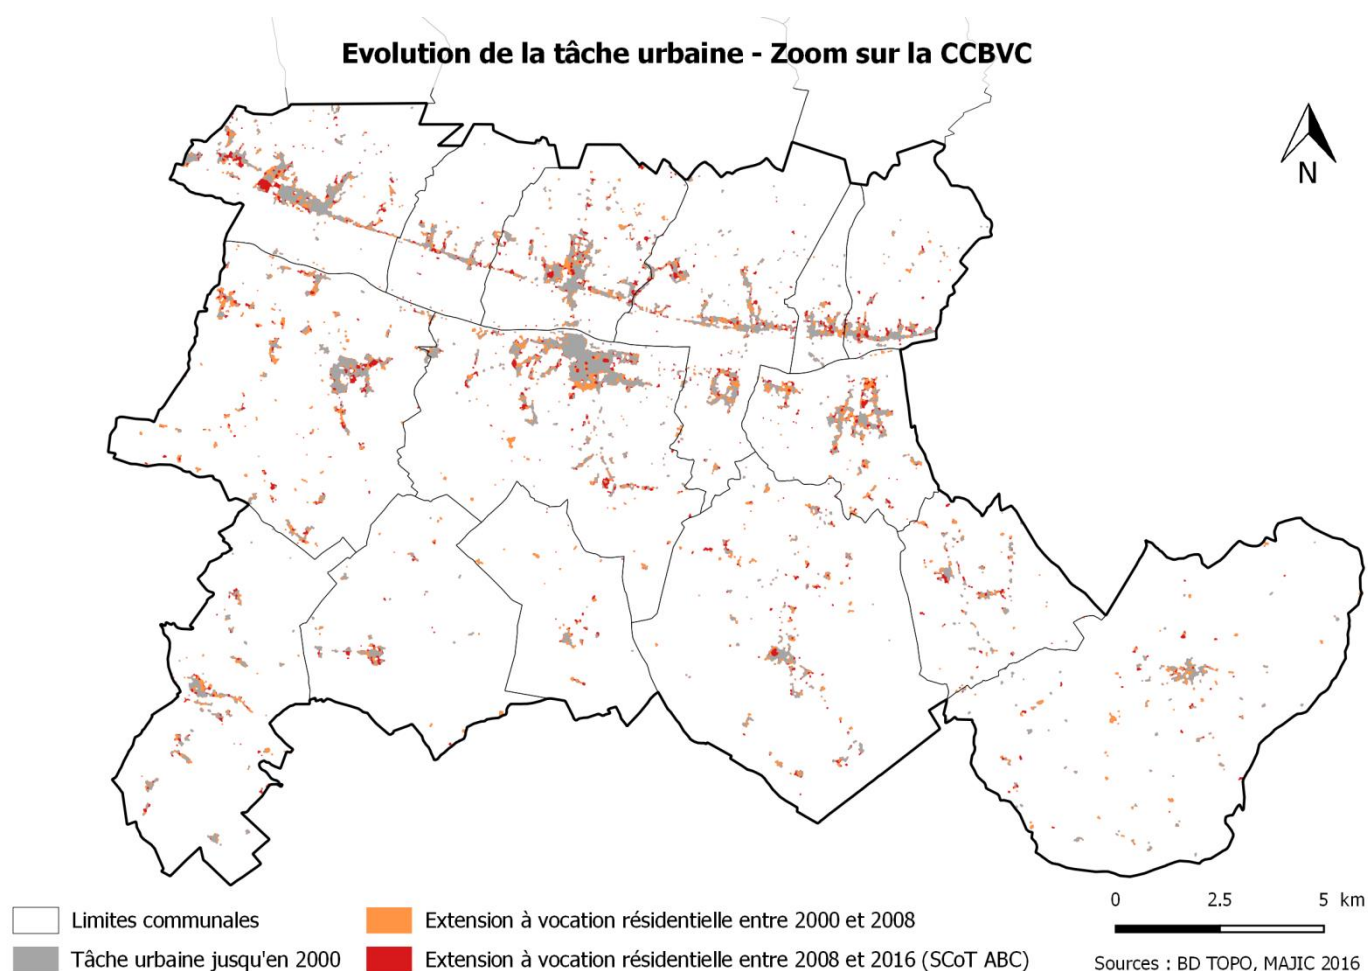 Evolution de la tâche urbaine - Zoom sur la CCBVC
N
Limites communales
Tâche urbaine jusqu'en 2000
Extension à vocation résidentielle entre 2000 et 2008
Extension à vocation résidentielle entre 2008 et 2016 (SCoT ABC)
0 2.5 5 km
Sources : BD TOPO, MAJIC 2016